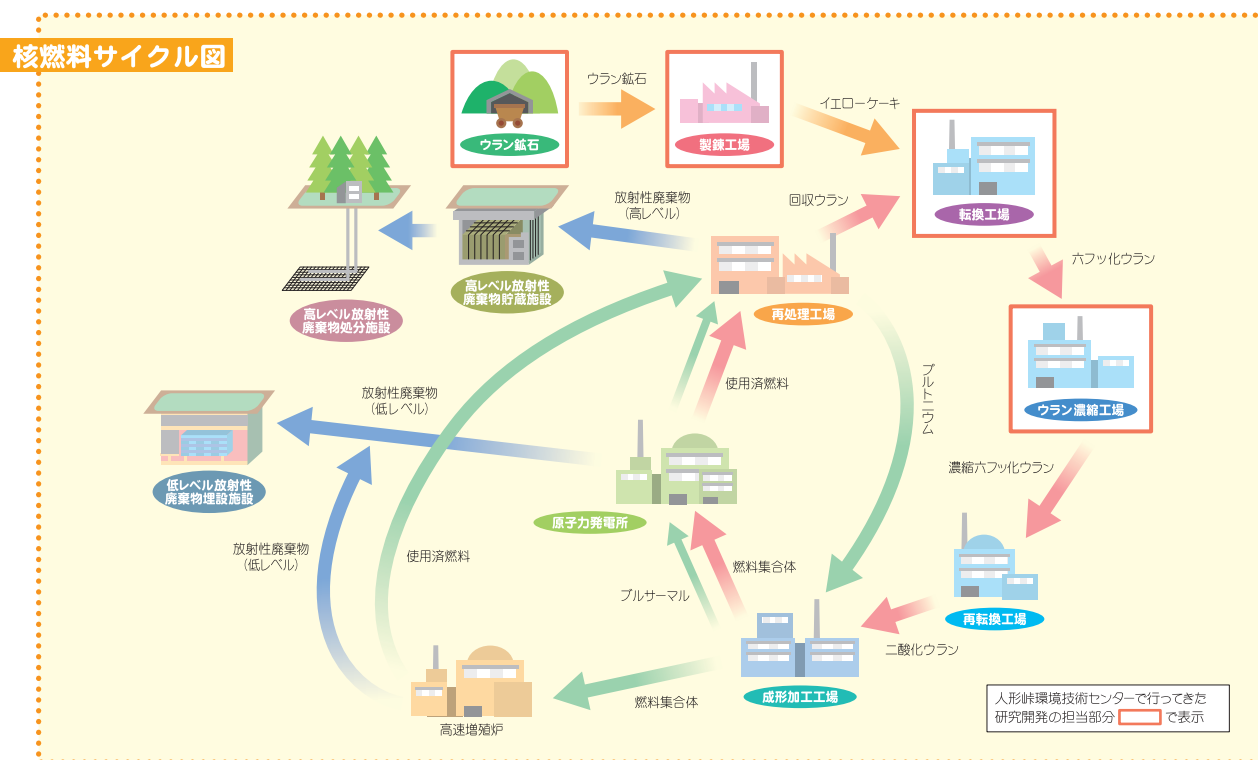 核燃料サイクル図
ウラン鉱石
ウラン鉱石
製錬工場
イエローケーキ
転換工場
六フッ化ウラン
ウラン濃縮工場
濃縮六フッ化ウラン
再転換工場
二酸化ウラン
成形加工工場
燃料集合体
プルサーマル
原子力発電所
使用済燃料
再処理工場
回収ウラン
プルトニウム
放射性廃棄物
(高レベル)
高レベル放射性
廃棄物貯蔵施設
高レベル放射性
廃棄物処分施設
放射性廃棄物
(低レベル)
低レベル放射性
廃棄物埋設施設
放射性廃棄物
(低レベル)
使用済燃料
燃料集合体
高速増殖炉
人形峠環境技術センターで行ってきた
研究開発の担当部分 で表示